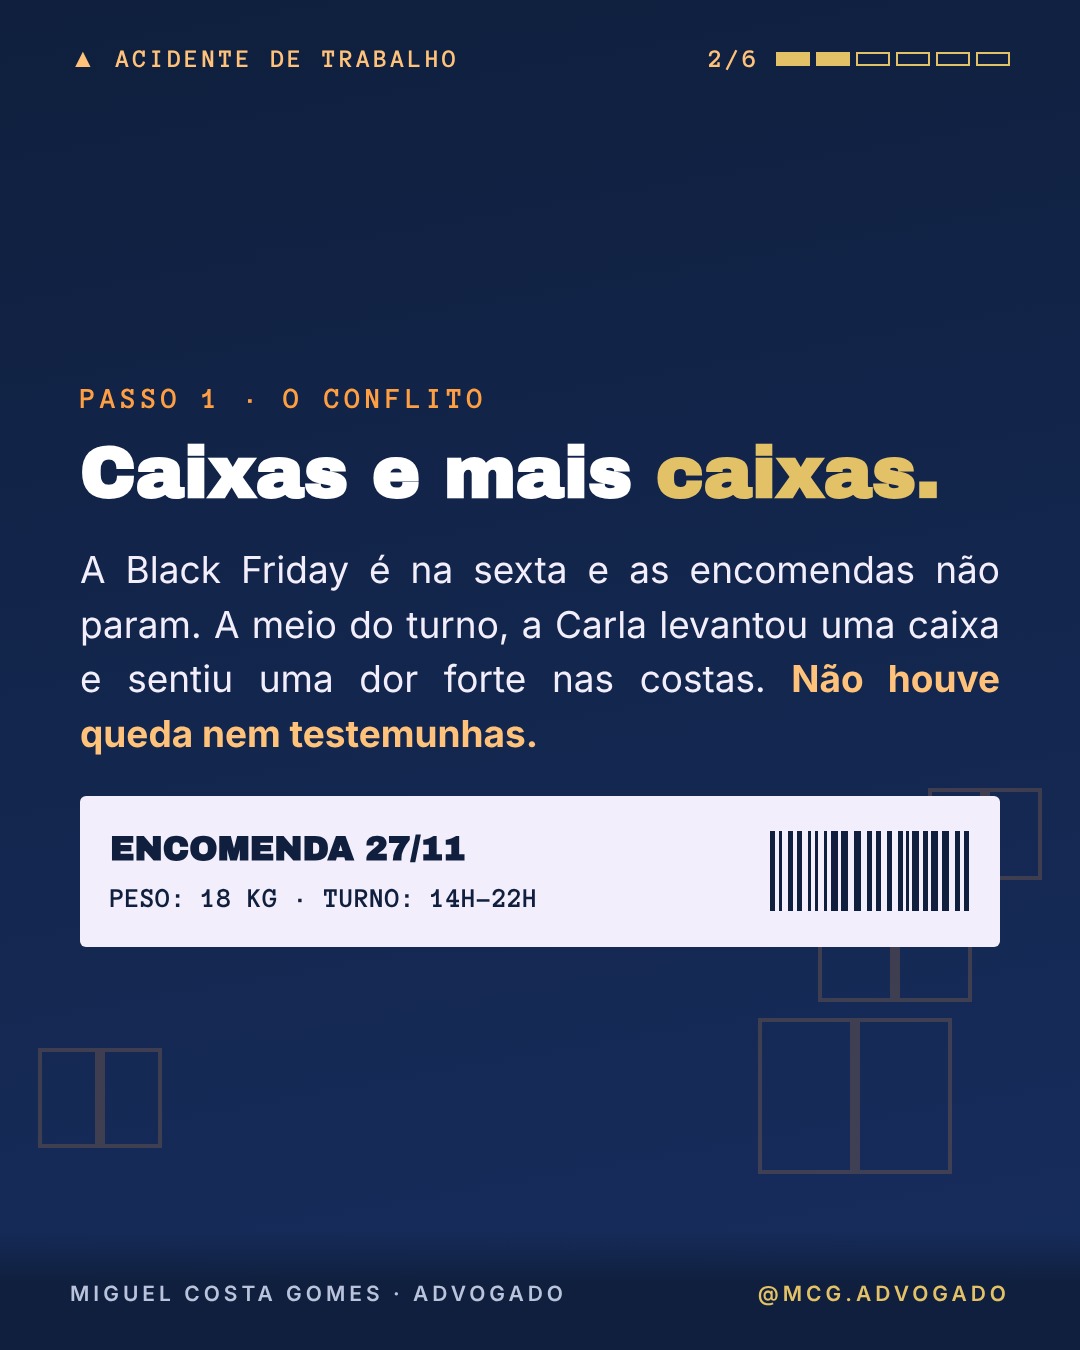 ▲ ACIDENTE DE TRABALHO
2/6
PASSO 1 · O CONFLITO
Caixas e mais caixas.
A Black Friday é na sexta e as encomendas não
param. A meio do turno, a Carla levantou uma caixa
e sentiu uma dor forte nas costas. Não houve
queda nem testemunhas.
ENCOMENDA 27/11
PESO: 18 KG · TURNO: 14H–22H
MIGUEL COSTA GOMES · ADVOGADO
@MCG.ADVOGADO